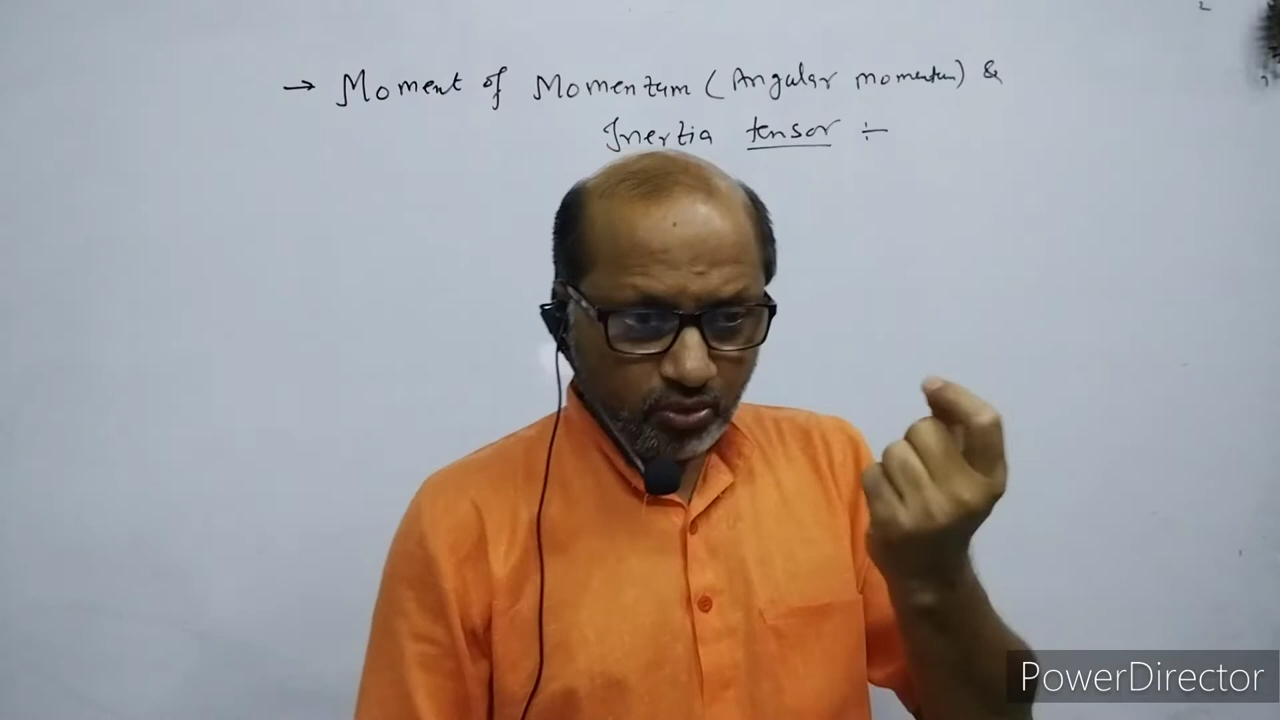 → Moment of Momentum (Angular momentum) &
Inertia tensor ÷
PowerDirector